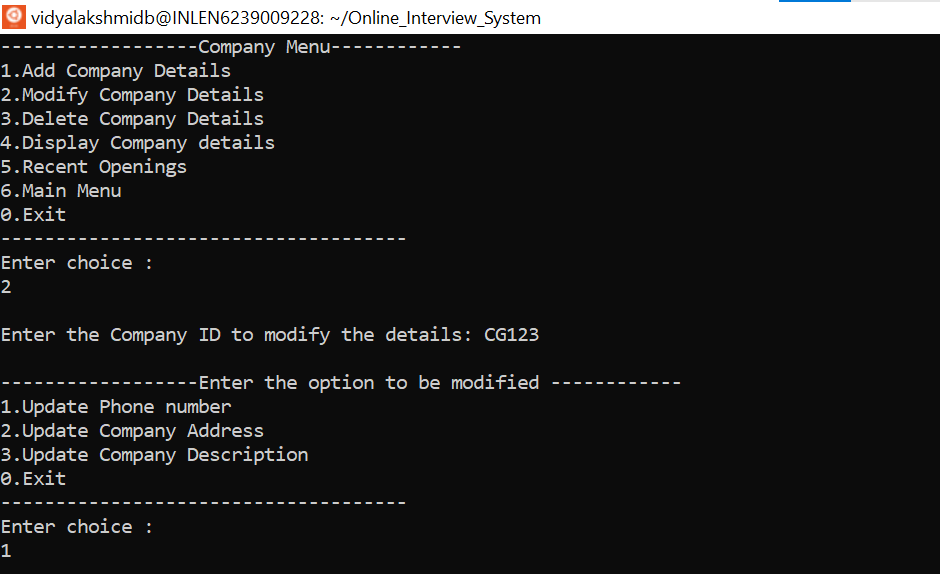 vidyalakshmidb@INLEN6239009228: ~/Online_Interview_System
------------------Company Menu------------
1.Add Company Details
2.Modify Company Details
3.Delete Company Details
4.Display Company details
5.Recent Openings
6.Main Menu
0.Exit
-------------------------------------
Enter choice :
2
Enter the Company ID to modify the details: CG123
------------------Enter the option to be modified ------------
1.Update Phone number
2.Update Company Address
3.Update Company Description
0.Exit
-------------------------------------
Enter choice :
1